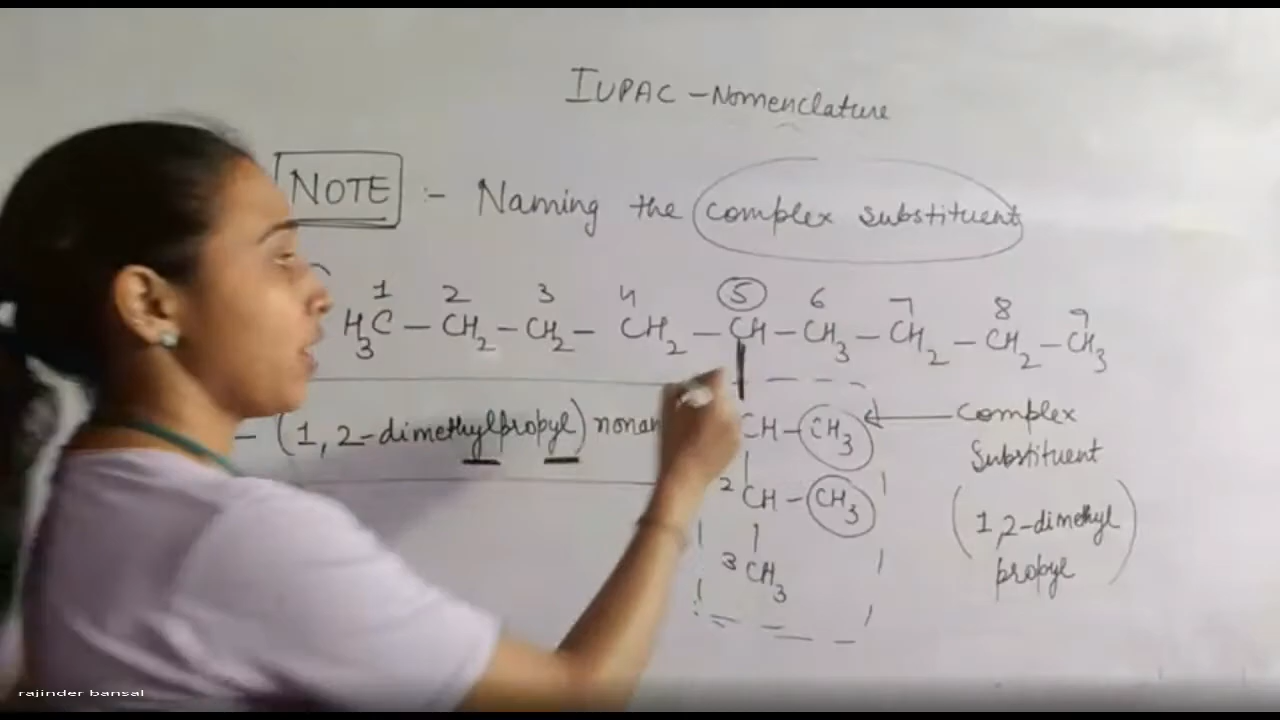 IUPAC - Nomenclature
NOTE :- Naming the complex substituent
1 2 3 4 5 6 7 8 9
H3C - CH2 - CH2 - CH2 - CH - CH3 - CH2 - CH2 - CH3
- (1,2-dimethylpropyl) nonan
CH - CH3
2 CH - CH3
3 CH3
Complex
Substituent
(1,2-dimethyl
propyl)
rajinder bansal